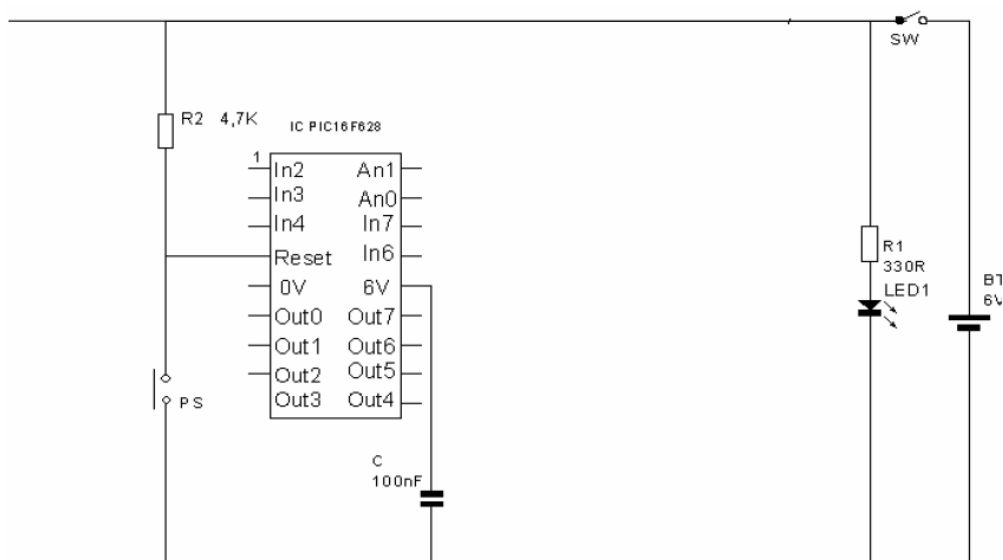 SW
R2 4,7K
IC PIC16F628
1
In2 An1
In3 An0
In4 In7
Reset In6
0V 6V
Out0 Out7
Out1 Out6
Out2 Out5
Out3 Out4
R1
330R
LED1
BT
6V
PS
C
100nF